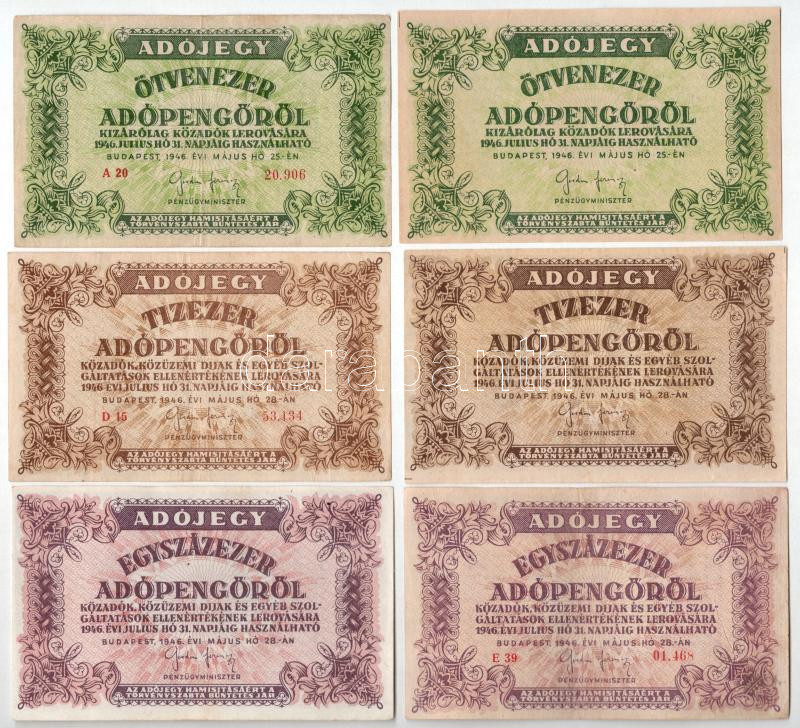 ADÓJEGY
ÖTVENEZER
ADÓPENGŐRŐL
KIZÁRÓLAG KÖZADÓK LEROVÁSÁRA
1946. JULIUS HÓ 31. NAPJÁIG HASZNÁLHATÓ
BUDAPEST, 1946. ÉVI MÁJUS HÓ 25.-ÉN
A 20 20.906
PÉNZÜGYMINISZTER
AZ ADÓJEGY HAMISITÁSÁÉRT A
TÖRVÉNYSZABTA BÜNTETÉS JÁR
ADÓJEGY
ÖTVENEZER
ADÓPENGŐRŐL
KIZÁRÓLAG KÖZADÓK LEROVÁSÁRA
1946. JULIUS HÓ 31. NAPJÁIG HASZNÁLHATÓ
BUDAPEST, 1946. ÉVI MÁJUS HÓ 25.-ÉN
PÉNZÜGYMINISZTER
AZ ADÓJEGY HAMISITÁSÁÉRT A
TÖRVÉNYSZABTA BÜNTETÉS JÁR
ADÓJEGY
TIZEZER
ADÓPENGŐRŐL
KÖZADÓK, KÖZÜZEMI DIJAK ÉS EGYÉB SZOL-
GÁLTATÁSOK ELLENÉRTÉKÉNEK LEROVÁSÁRA
1946. ÉVI JULIUS HÓ 31. NAPJÁIG HASZNÁLHATÓ
BUDAPEST, 1946. ÉVI MÁJUS HÓ 28.-ÁN
D 15 53.134
PÉNZÜGYMINISZTER
AZ ADÓJEGY HAMISITÁSÁÉRT A
TÖRVÉNYSZABTA BÜNTETÉS JÁR
ADÓJEGY
TIZEZER
ADÓPENGŐRŐL
KÖZADÓK, KÖZÜZEMI DIJAK ÉS EGYÉB SZOL-
GÁLTATÁSOK ELLENÉRTÉKÉNEK LEROVÁSÁRA
1946. ÉVI JULIUS HÓ 31. NAPJÁIG HASZNÁLHATÓ
BUDAPEST, 1946. ÉVI MÁJUS HÓ 28.-ÁN
PÉNZÜGYMINISZTER
AZ ADÓJEGY HAMISITÁSÁÉRT A
TÖRVÉNYSZABTA BÜNTETÉS JÁR
darabanth
ADÓJEGY
EGYSZÁZEZER
ADÓPENGŐRŐL
KÖZADÓK, KÖZÜZEMI DIJAK ÉS EGYÉB SZOL-
GÁLTATÁSOK ELLENÉRTÉKÉNEK LEROVÁSÁRA
1946. ÉVI JULIUS HÓ 31. NAPJÁIG HASZNÁLHATÓ
BUDAPEST, 1946. ÉVI MÁJUS HÓ 28.-ÁN
PÉNZÜGYMINISZTER
AZ ADÓJEGY HAMISITÁSÁÉRT A
TÖRVÉNYSZABTA BÜNTETÉS JÁR
ADÓJEGY
EGYSZÁZEZER
ADÓPENGŐRŐL
KÖZADÓK, KÖZÜZEMI DIJAK ÉS EGYÉB SZOL-
GÁLTATÁSOK ELLENÉRTÉKÉNEK LEROVÁSÁRA
1946. ÉVI JULIUS HÓ 31. NAPJÁIG HASZNÁLHATÓ
BUDAPEST, 1946. ÉVI MÁJUS HÓ 28.-ÁN
E 39 01.468
PÉNZÜGYMINISZTER
AZ ADÓJEGY HAMISITÁSÁÉRT A
TÖRVÉNYSZABTA BÜNTETÉS JÁR